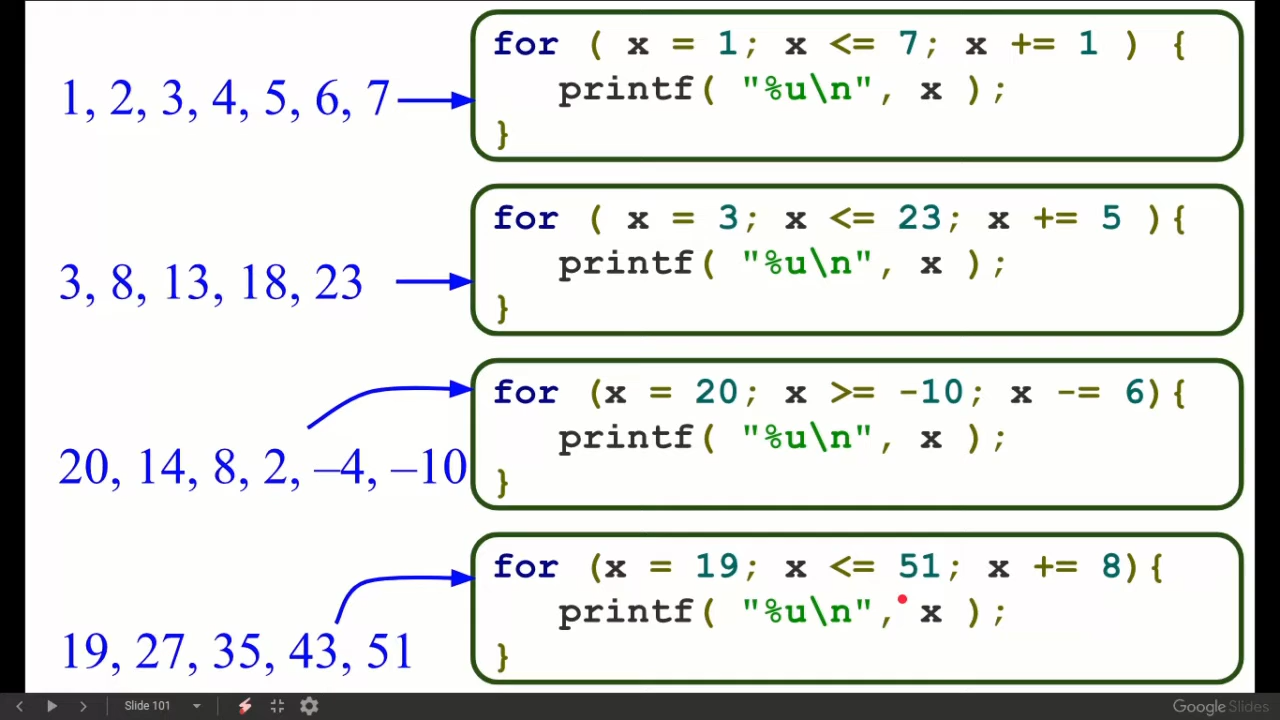 1, 2, 3, 4, 5, 6, 7
for ( x = 1; x <= 7; x += 1 ) {
printf( "%u\n", x );
}
3, 8, 13, 18, 23
for ( x = 3; x <= 23; x += 5 ){
printf( "%u\n", x );
}
20, 14, 8, 2, –4, –10
for (x = 20; x >= -10; x -= 6){
printf( "%u\n", x );
}
19, 27, 35, 43, 51
for (x = 19; x <= 51; x += 8){
printf( "%u\n", x );
}
Slide 101
Google Slides